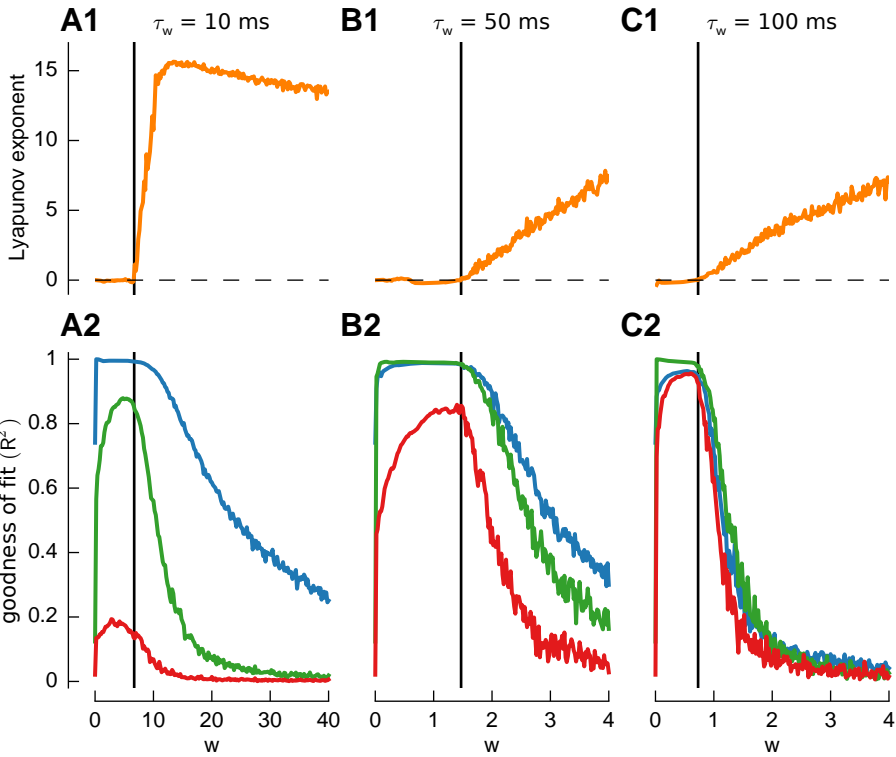 A1 τw = 10 ms B1 τw = 50 ms C1 τw = 100 ms
15
10
5
0
Lyapunov exponent
A2 B2 C2
1
0.8
0.6
0.4
0.2
0
goodness of fit (R²)
0 10 20 30 40 0 1 2 3 4 0 1 2 3 4
w w w